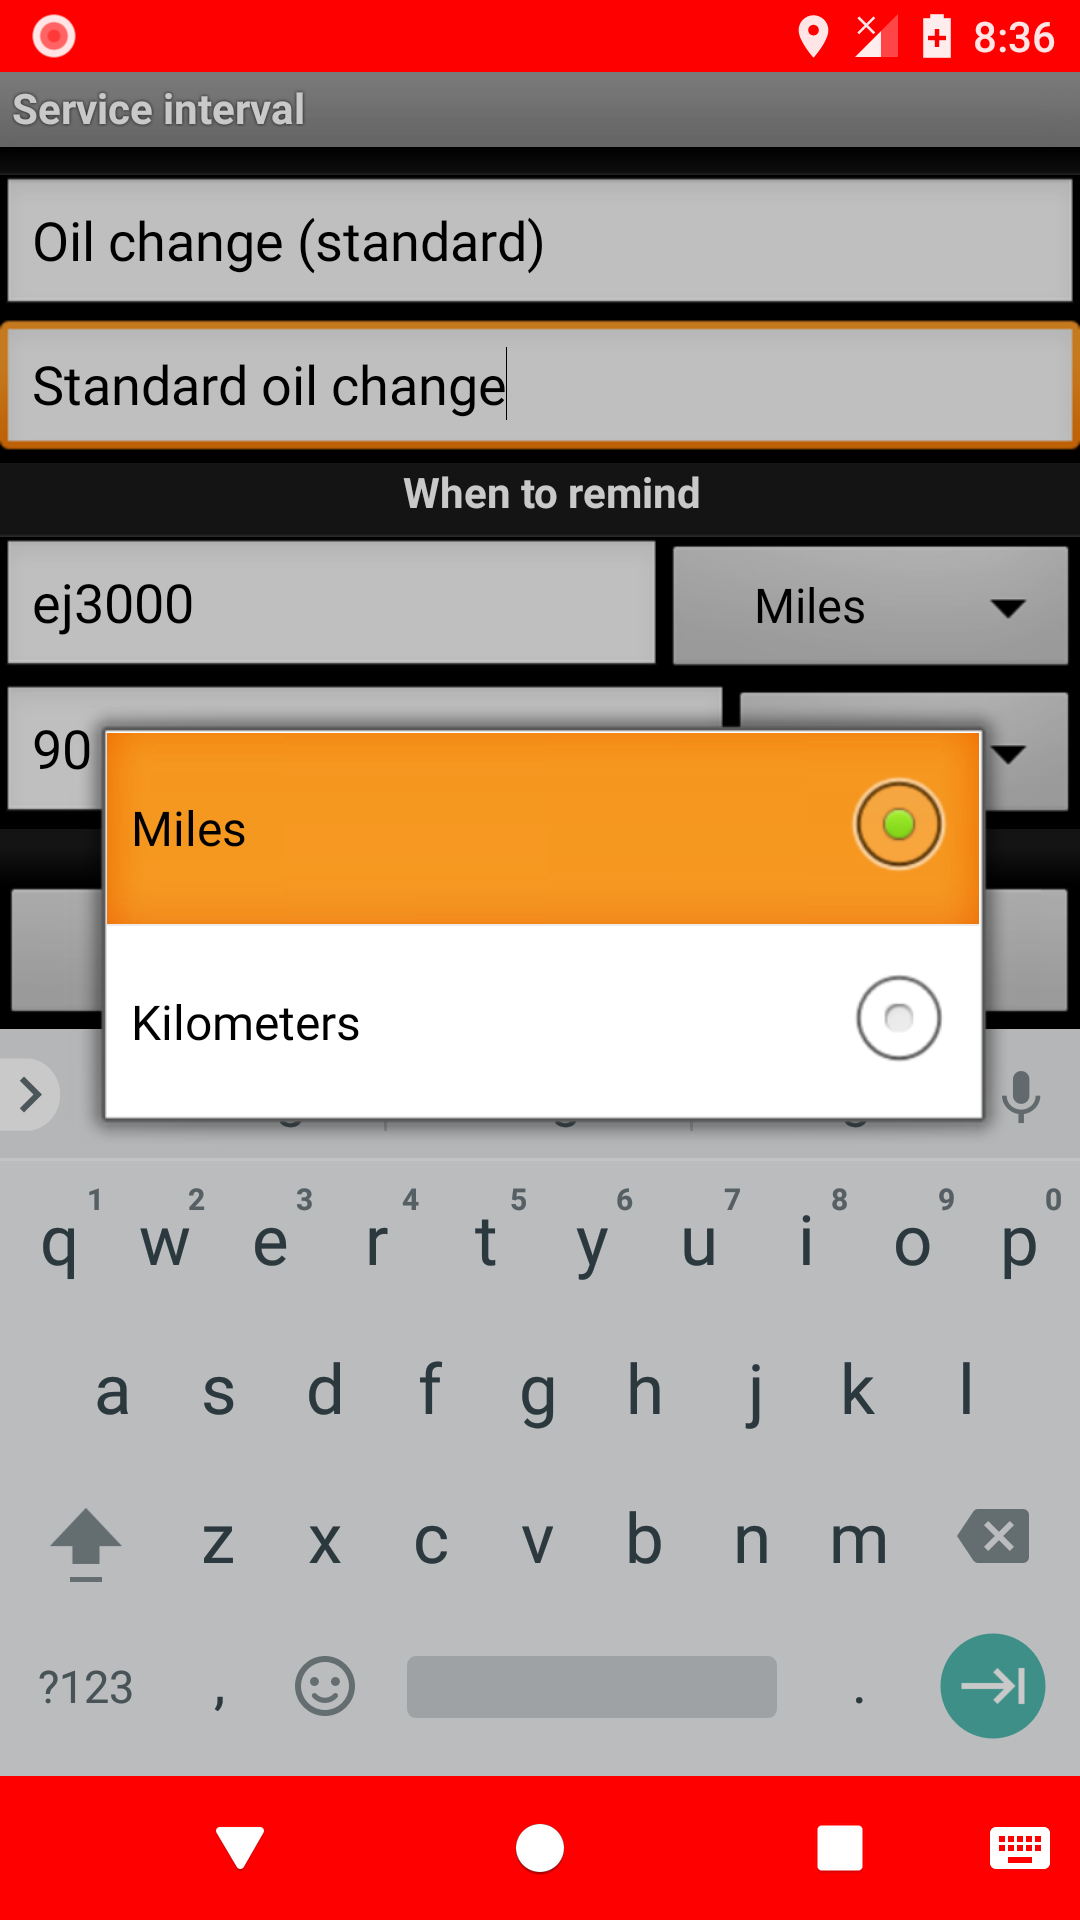 8:36
Service interval
Oil change (standard)
Standard oil change
When to remind
ej3000 Miles
90
Miles
Kilometers
1 2 3 4 5 6 7 8 9 0
q w e r t y u i o p
a s d f g h j k l
z x c v b n m
?123 , .